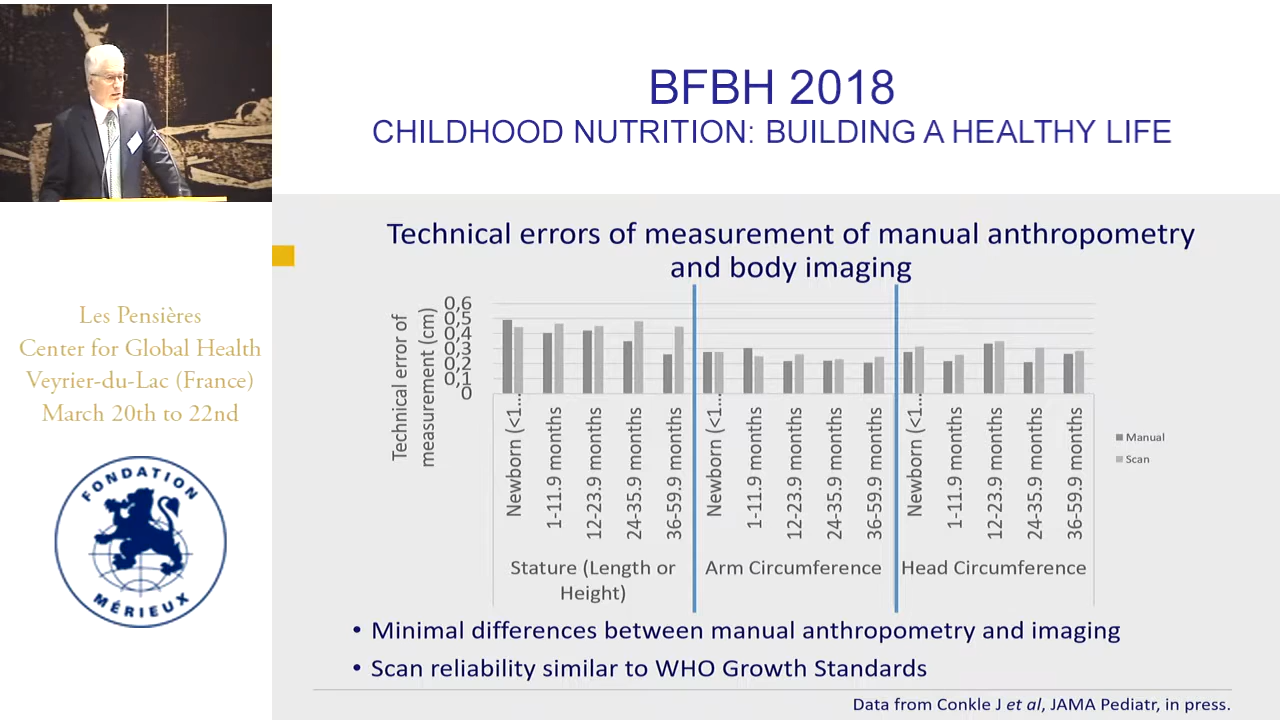 BFBH 2018
CHILDHOOD NUTRITION: BUILDING A HEALTHY LIFE
Les Pensières
Center for Global Health
Veyrier-du-Lac (France)
March 20th to 22nd
FONDATION
MÉRIEUX
Technical errors of measurement of manual anthropometry
and body imaging
Technical error of
measurement (cm)
0,6
0,5
0,4
0,3
0,2
0,1
0
Newborn (<1...
1-11.9 months
12-23.9 months
24-35.9 months
36-59.9 months
Newborn (<1...
1-11.9 months
12-23.9 months
24-35.9 months
36-59.9 months
Newborn (<1...
1-11.9 months
12-23.9 months
24-35.9 months
36-59.9 months
Stature (Length or
Height)
Arm Circumference
Head Circumference
Manual
Scan
• Minimal differences between manual anthropometry and imaging
• Scan reliability similar to WHO Growth Standards
Data from Conkle J et al, JAMA Pediatr, in press.